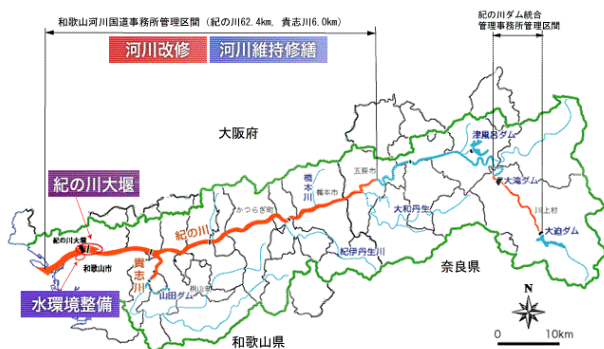 和歌山河川国道事務所管理区間（紀の川62.4km, 貴志川6.0km）
紀の川ダム統合
管理事務所管理区間
河川改修
河川維持修繕
大阪府
津風呂ダム
五條市
大滝ダム
紀の川大堰
橋本川
橋本市
かつらぎ町
川上村
大和丹生
大迫ダム
紀の川
紀の川大堰
和歌山市
貴志川
紀伊丹生川
奈良県
水環境整備
山田ダム
和歌山県
N
0
10km